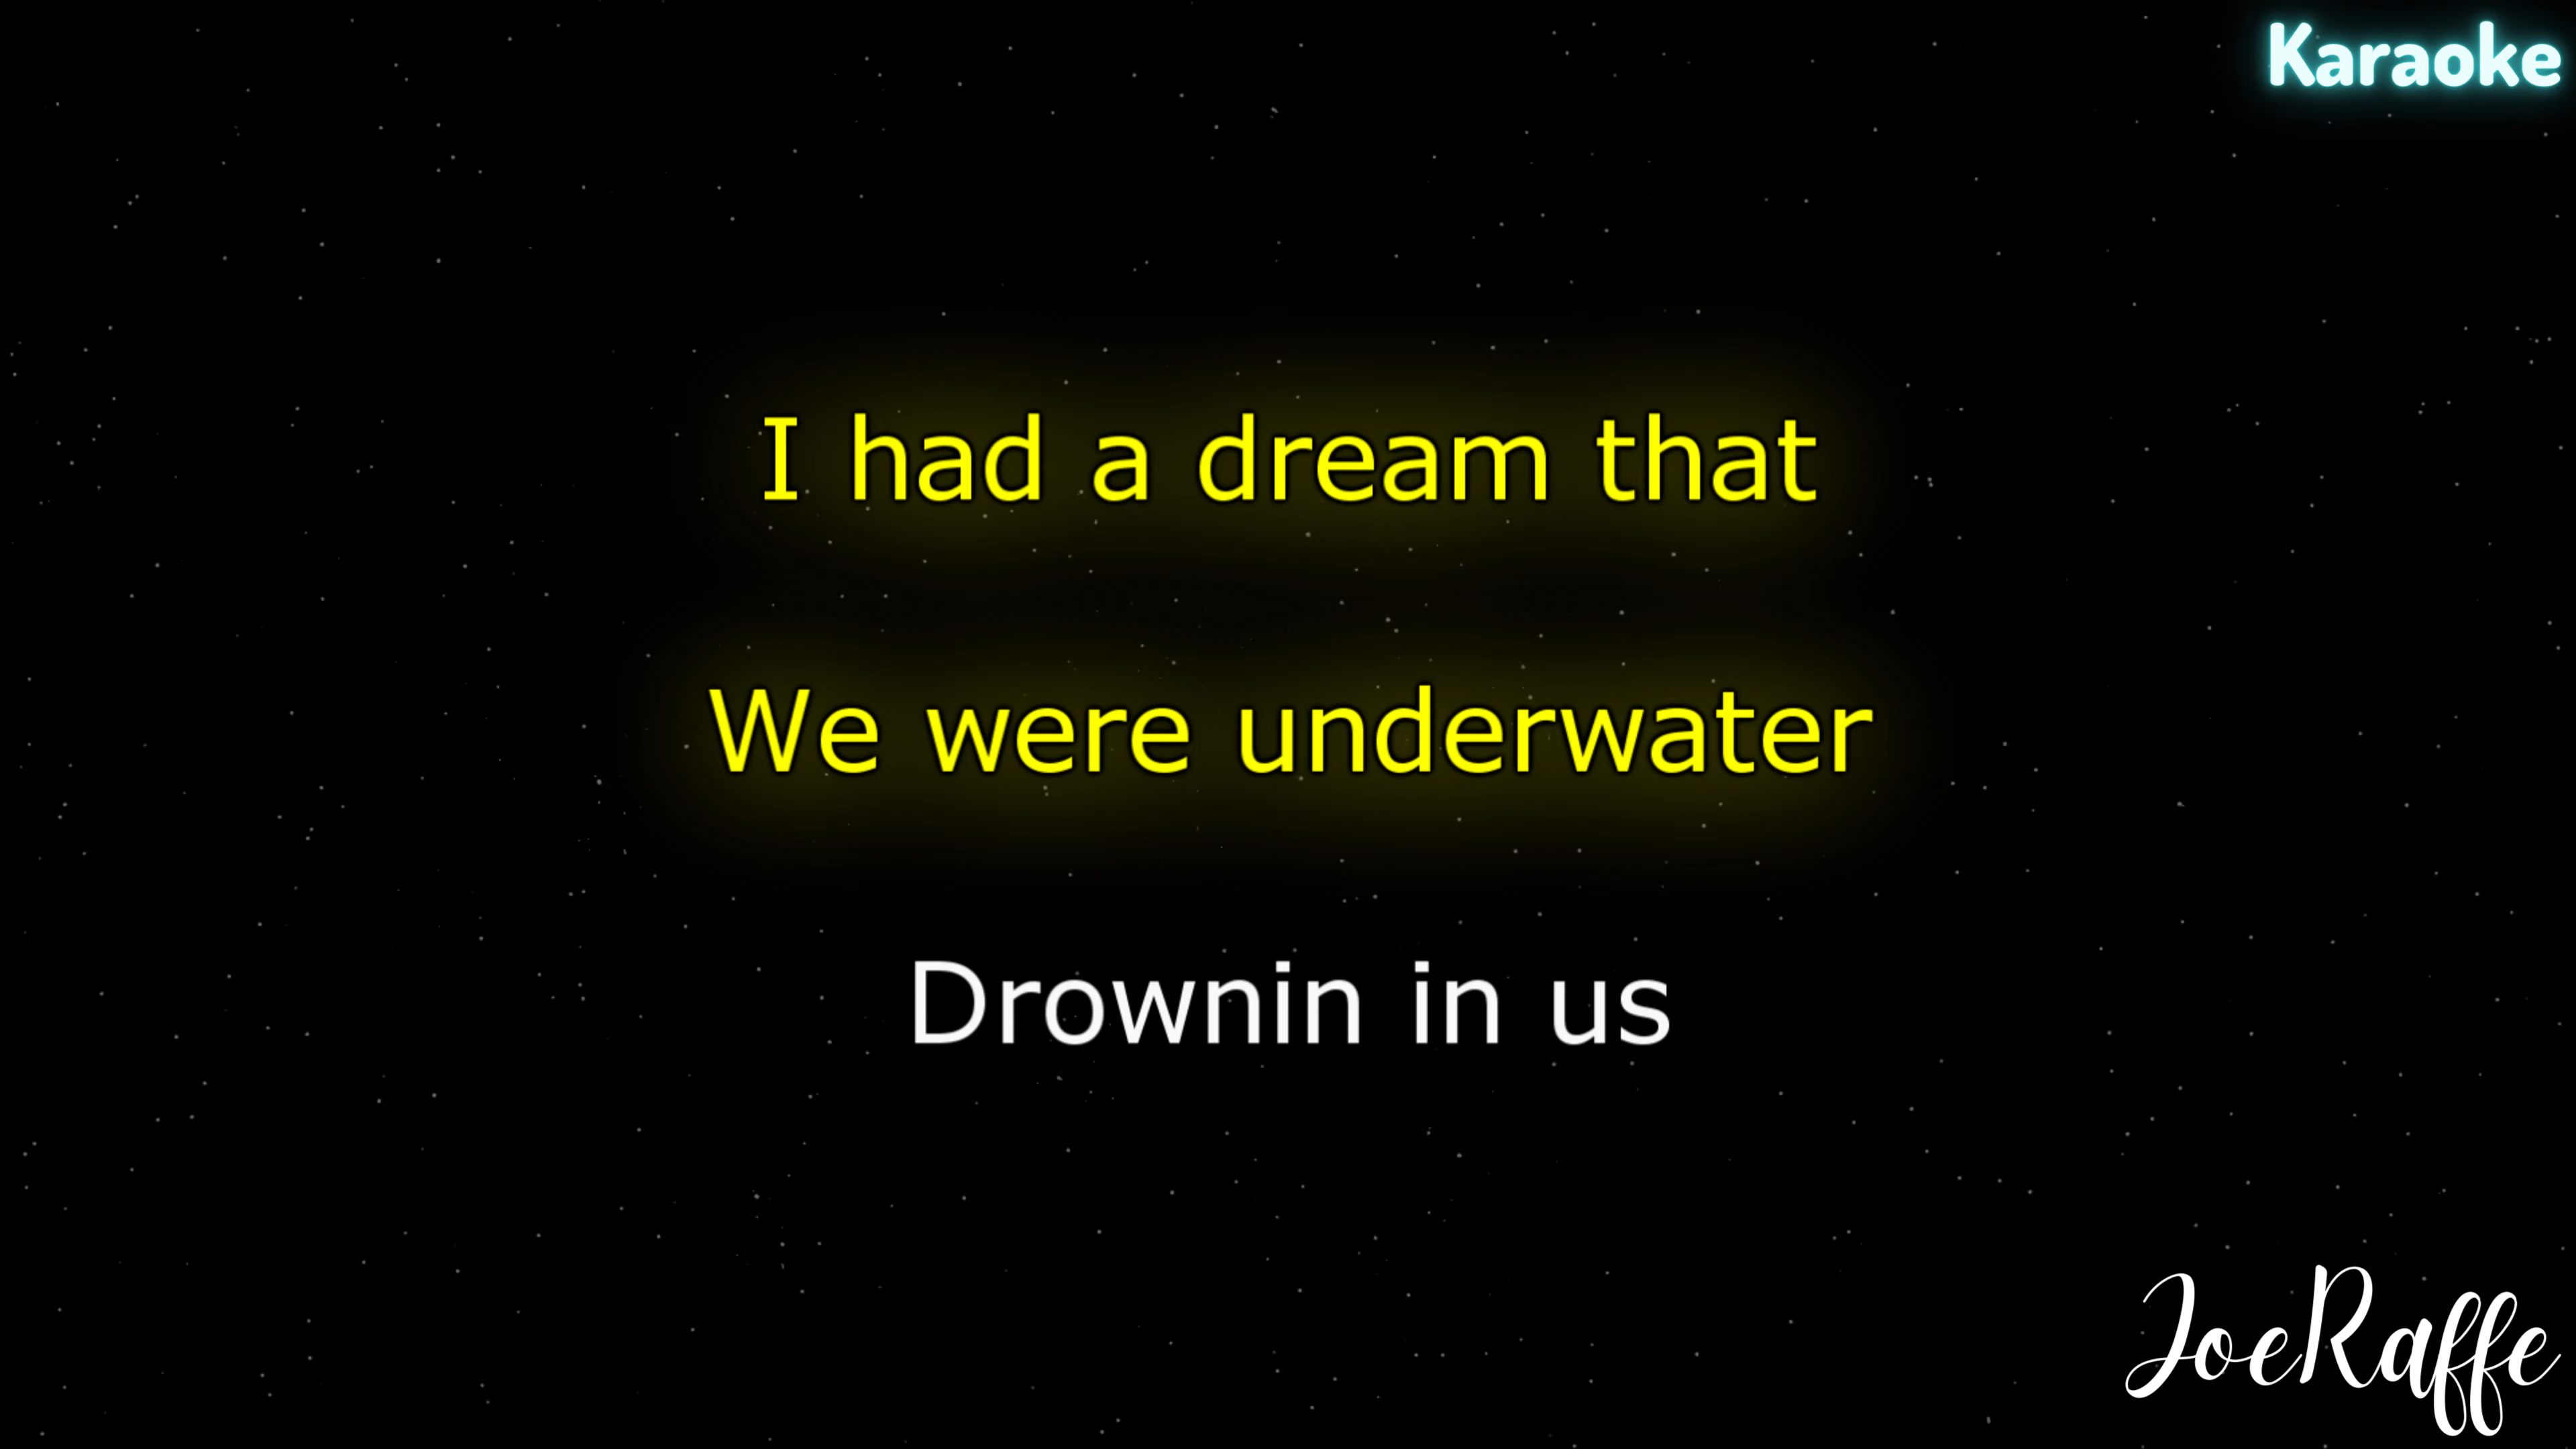 Karaoke
I had a dream that
We were underwater
Drownin in us
JoeRaffe